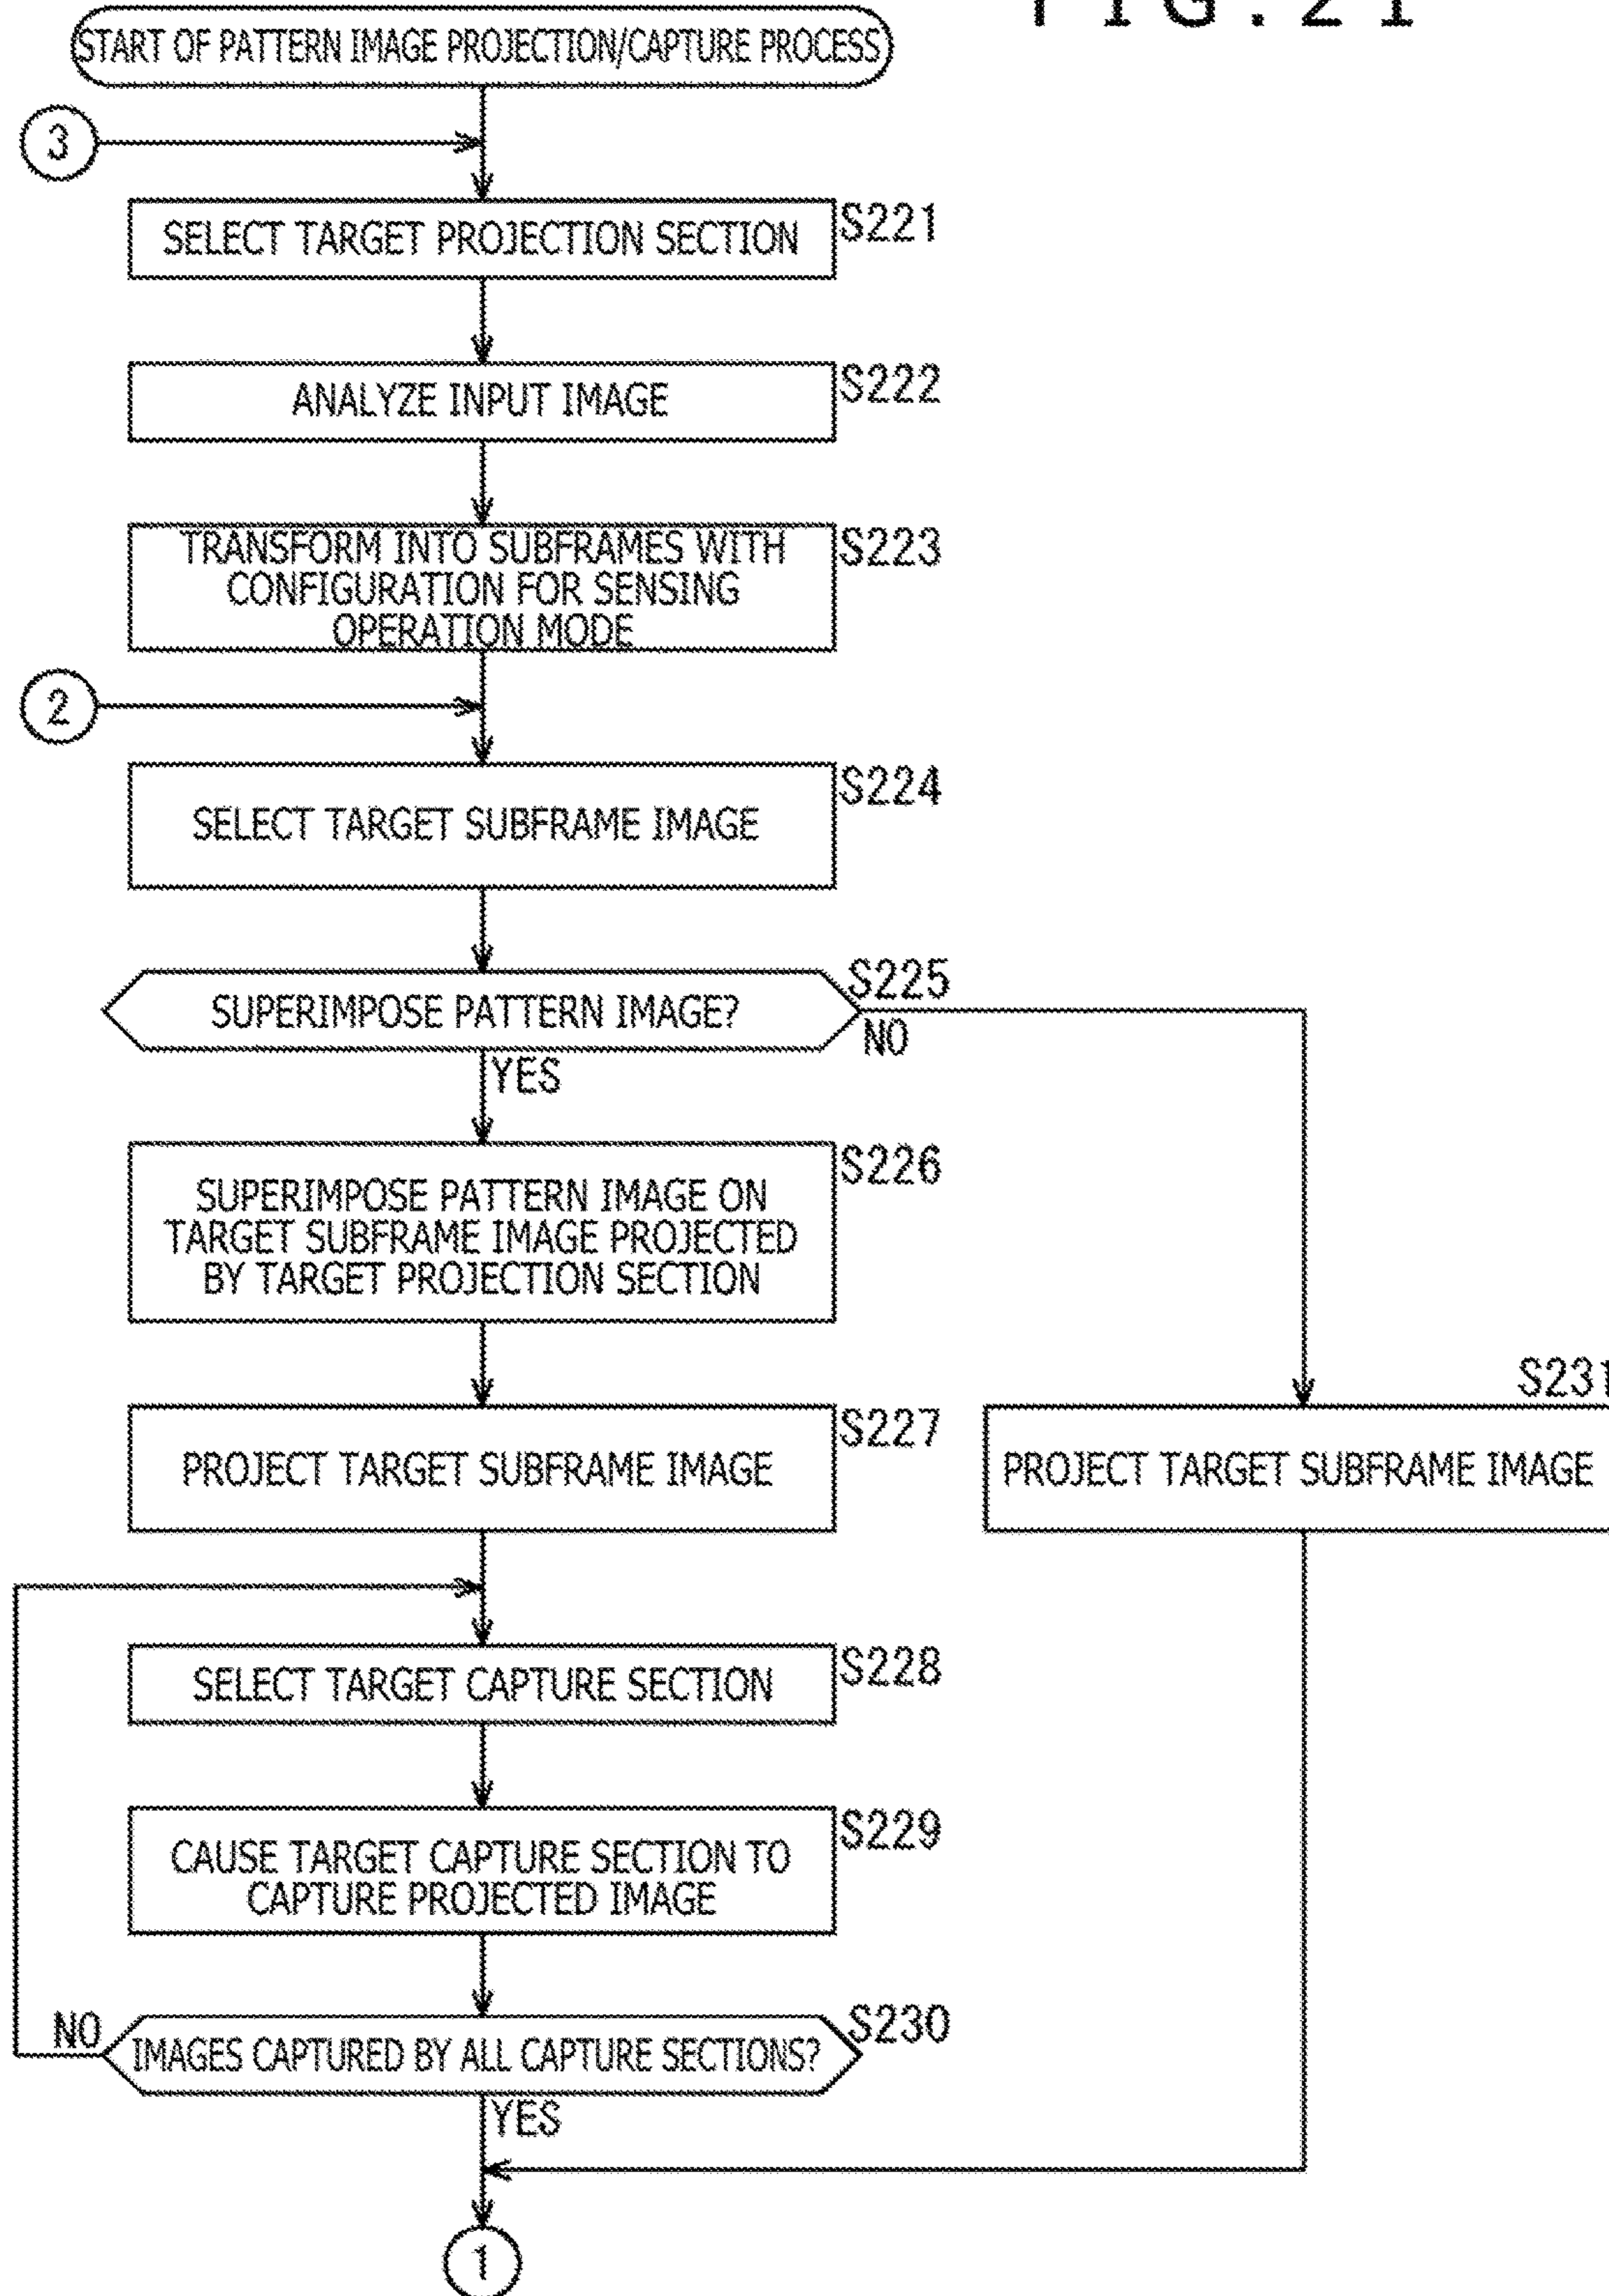 FIG. 21
START OF PATTERN IMAGE PROJECTION/CAPTURE PROCESS
3
SELECT TARGET PROJECTION SECTION
S221
ANALYZE INPUT IMAGE
S222
TRANSFORM INTO SUBFRAMES WITH
CONFIGURATION FOR SENSING
OPERATION MODE
S223
2
SELECT TARGET SUBFRAME IMAGE
S224
SUPERIMPOSE PATTERN IMAGE?
S225
NO
YES
SUPERIMPOSE PATTERN IMAGE ON
TARGET SUBFRAME IMAGE PROJECTED
BY TARGET PROJECTION SECTION
S226
PROJECT TARGET SUBFRAME IMAGE
S227
S231
PROJECT TARGET SUBFRAME IMAGE
SELECT TARGET CAPTURE SECTION
S228
CAUSE TARGET CAPTURE SECTION TO
CAPTURE PROJECTED IMAGE
S229
NO
IMAGES CAPTURED BY ALL CAPTURE SECTIONS?
S230
YES
1